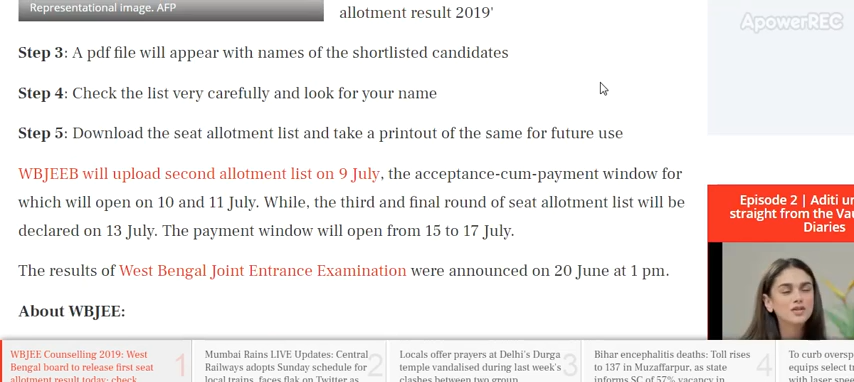 Representational image. AFP
allotment result 2019'
ApowerREC
Step 3: A pdf file will appear with names of the shortlisted candidates
Step 4: Check the list very carefully and look for your name
Step 5: Download the seat allotment list and take a printout of the same for future use
WBJEEB will upload second allotment list on 9 July, the acceptance-cum-payment window for
which will open on 10 and 11 July. While, the third and final round of seat allotment list will be
declared on 13 July. The payment window will open from 15 to 17 July.
The results of West Bengal Joint Entrance Examination were announced on 20 June at 1 pm.
About WBJEE:
Episode 2 | Aditi
straight from the
Diaries
WBJEE Counselling 2019: West
Bengal board to release first seat
allotment result today; check
1
Mumbai Rains LIVE Updates: Central
Railways adopts Sunday schedule for
local trains, faces flak on Twitter as
2
Locals offer prayers at Delhi's Durga
temple vandalised during last week's
clashes between two group
3
Bihar encephalitis deaths: Toll rises
to 137 in Muzaffarpur, as state
informs SC of 57% vacancy in
4
To curb
equips select
with laser